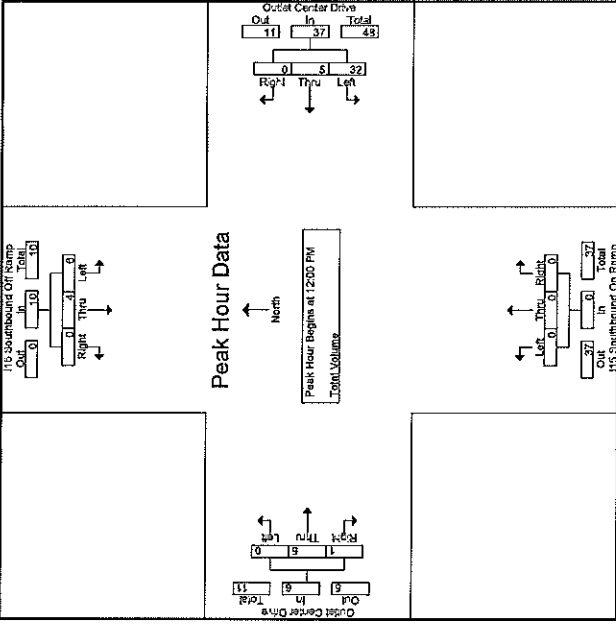 Outlet Center Drive
Out In Total
11 37 48
0 5 32
Right Thru Left
I15 Southbound Off Ramp
Out In Total
0 10 10
0 4 6
Right Thru Left
Peak Hour Data
North
Peak Hour Begins at 12:00 PM
Total Volume
Left Thru Right
0 0 0
37 0 37
Out In Total
I15 Southbound On Ramp
Left Thru Right
0 5 1
11 6 5
Total In Out
Outlet Center Drive